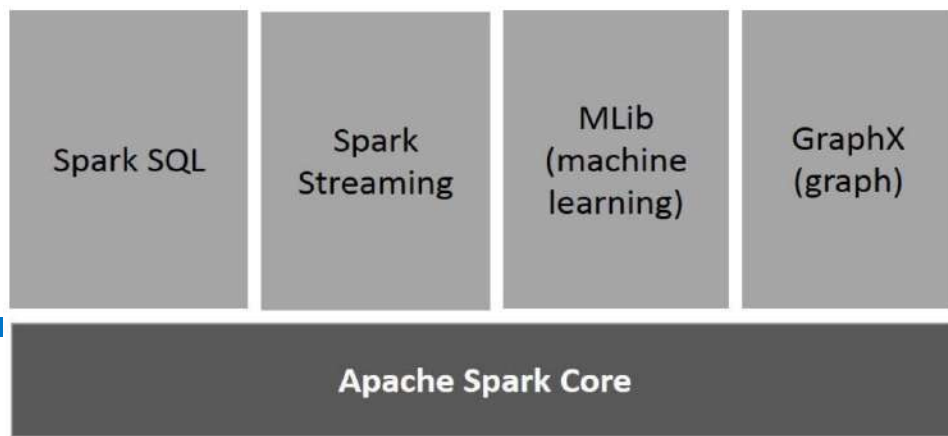 Spark SQL
Spark
Streaming
MLib
(machine
learning)
GraphX
(graph)
Apache Spark Core